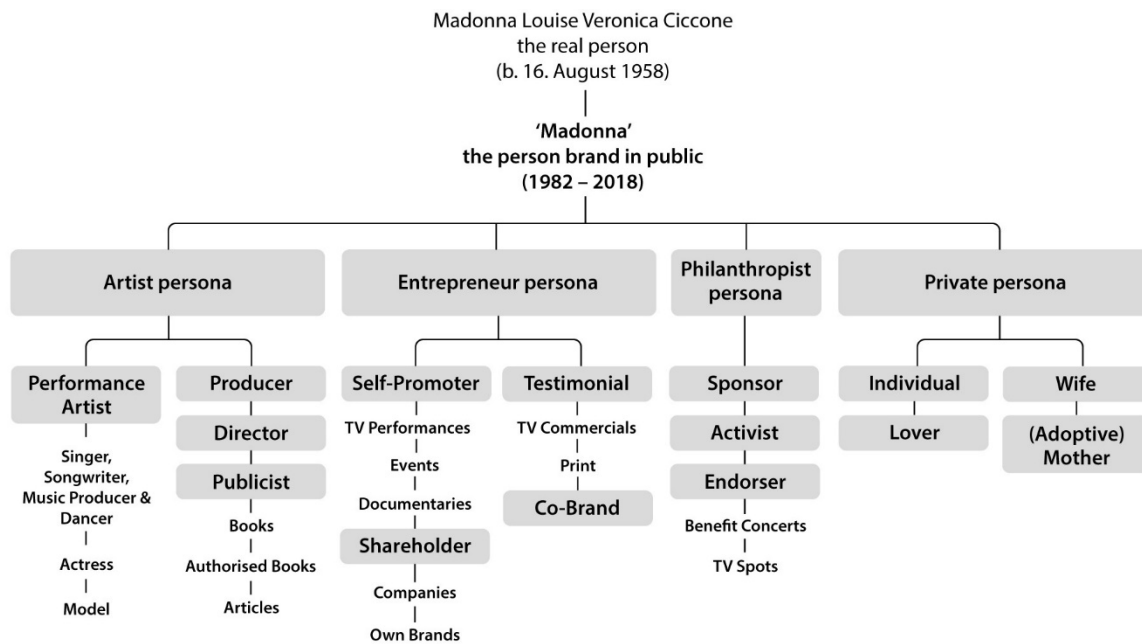 Madonna Louise Veronica Ciccone
the real person
(b. 16. August 1958)
‘Madonna’
the person brand in public
(1982 – 2018)
Artist persona
Entrepreneur persona
Philanthropist
persona
Private persona
Performance
Artist
Singer,
Songwriter,
Music Producer &
Dancer
Actress
Model
Producer
Director
Publicist
Books
Authorised Books
Articles
Self-Promoter
TV Performances
Events
Documentaries
Shareholder
Companies
Own Brands
Testimonial
TV Commercials
Print
Co-Brand
Sponsor
Activist
Endorser
Benefit Concerts
TV Spots
Individual
Lover
Wife
(Adoptive)
Mother